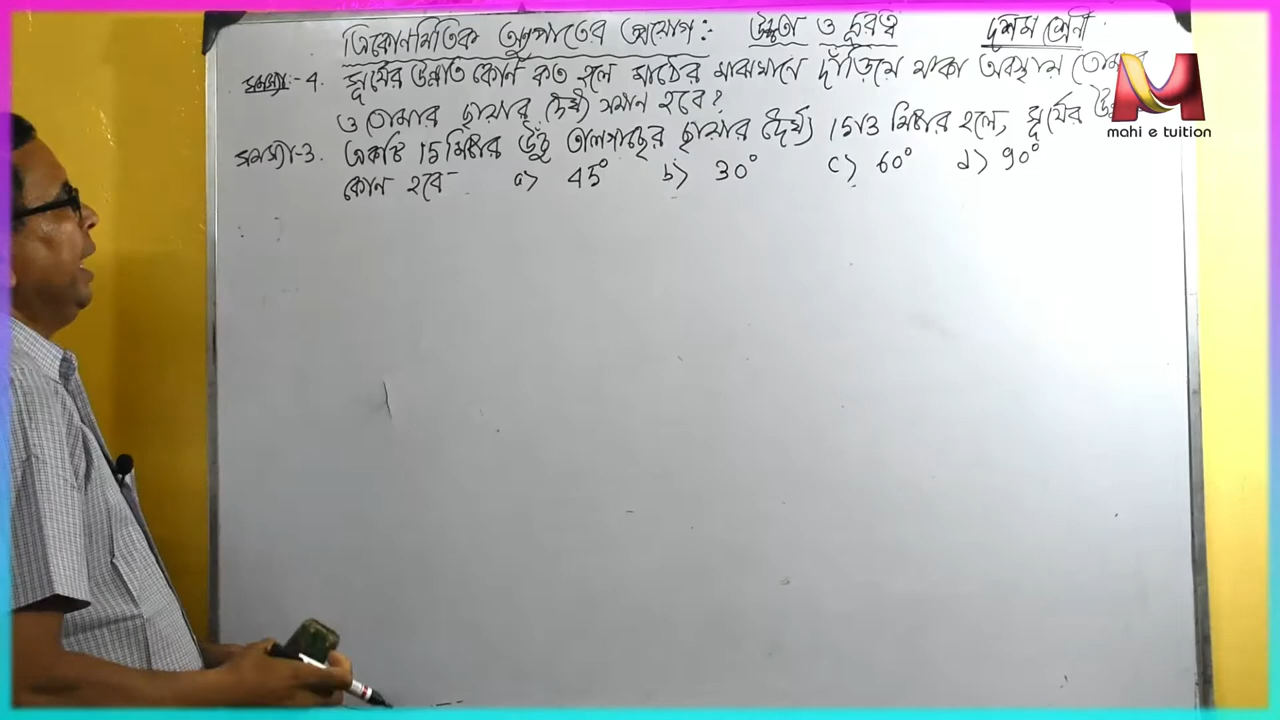 ত্রিকোণমিতিক অনুপাতের প্রয়োগ:- উচ্চতা ও দূরত্ব দশম শ্রেণী
সমস্যা:- 4. সূর্যের উন্নতি কোণ কত হলে মাঠের মাঝখানে দাঁড়িয়ে থাকা অবস্থায় তোমার
ও তোমার ছায়ার দৈর্ঘ্য সমান হবে?
সমস্যা-3. একটি 15 মিটার উঁচু তালগাছের ছায়ার দৈর্ঘ্য 15√3 মিটার হলে, সূর্যের
কোণ হবে- a) 45° b) 30° c) 60° d) 90°
M
mahi e tuition